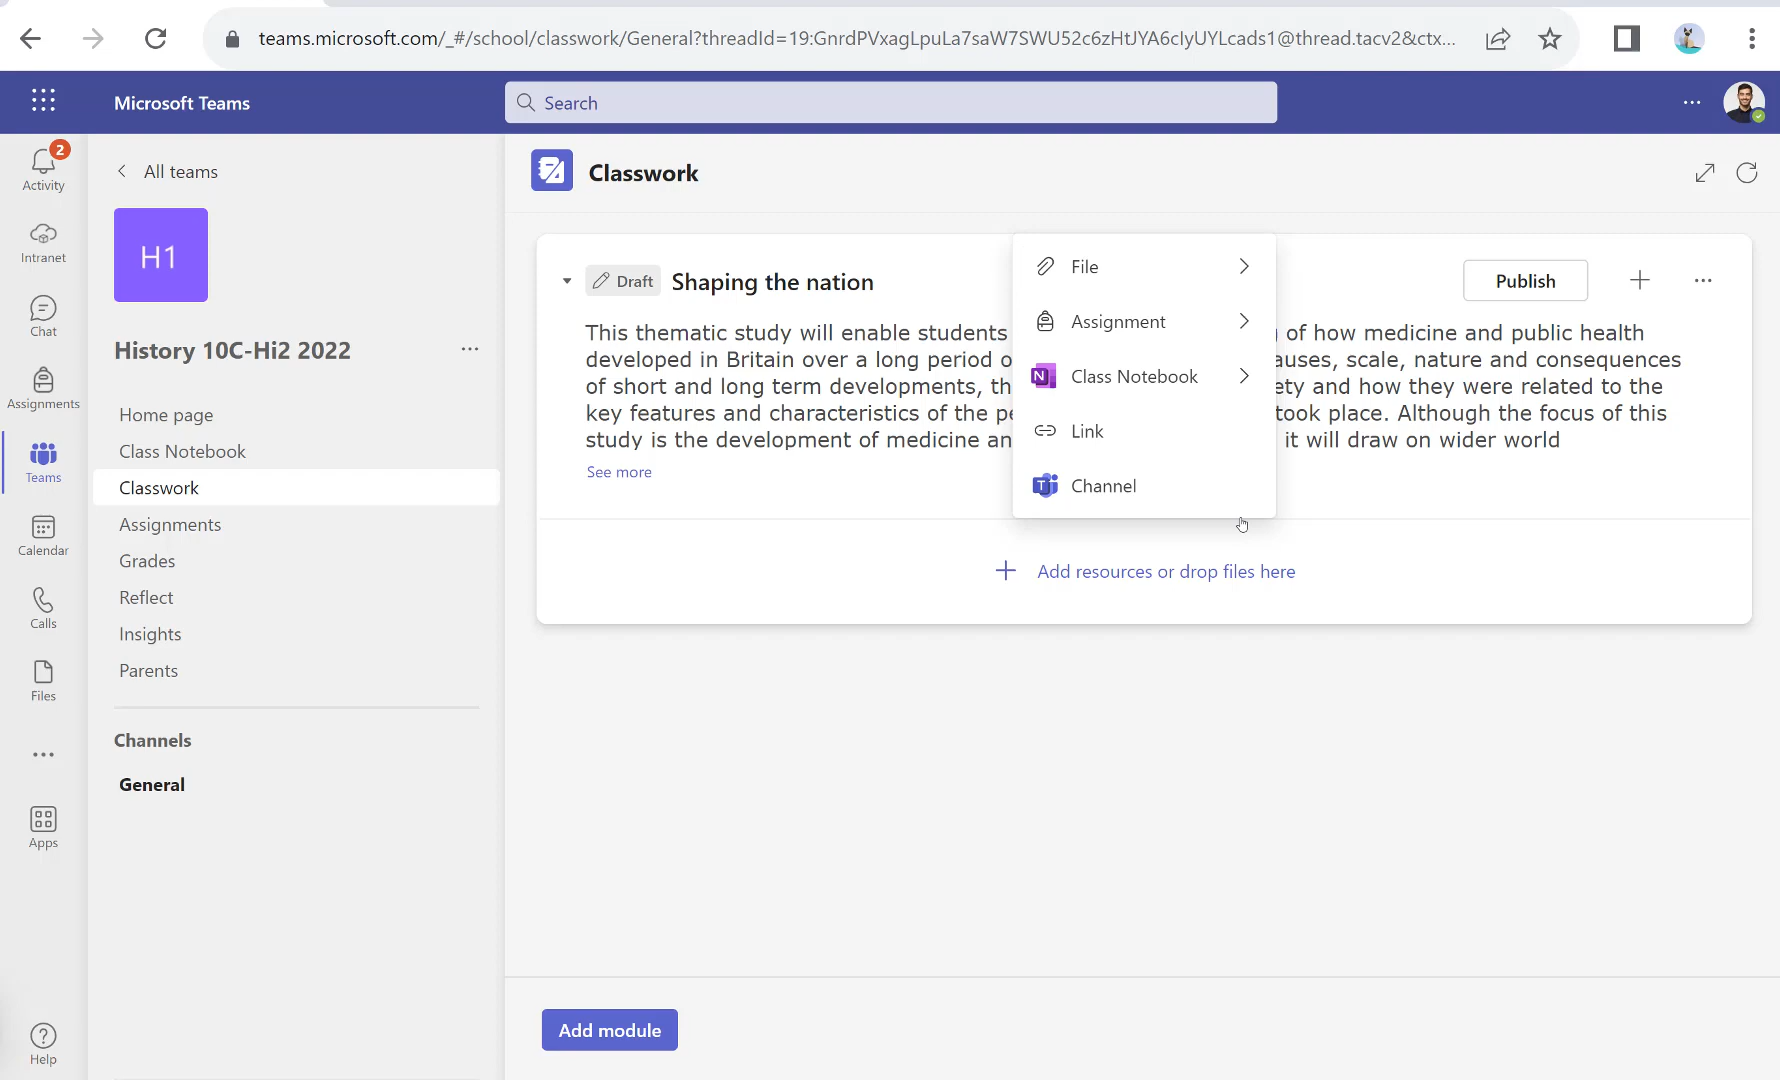 teams.microsoft.com/_#/school/classwork/General?threadId=19:GnrdPVxagLpuLa7saW7SWU52c6zHtJYA6cIyUYLcads1@thread.tacv2&ctx...
Microsoft Teams
Search
2
Activity
Intranet
Chat
Assignments
Teams
Calendar
Calls
Files
Apps
Help
All teams
H1
History 10C-Hi2 2022
Home page
Class Notebook
Classwork
Assignments
Grades
Reflect
Insights
Parents
Channels
General
Classwork
Draft
Shaping the nation
Publish
This thematic study will enable students of how medicine and public health
developed in Britain over a long period auses, scale, nature and consequences
of short and long term developments, ety and how they were related to the
key features and characteristics of the took place. Although the focus of this
study is the development of medicine it will draw on wider world
See more
File
Assignment
Class Notebook
Link
Channel
Add resources or drop files here
Add module